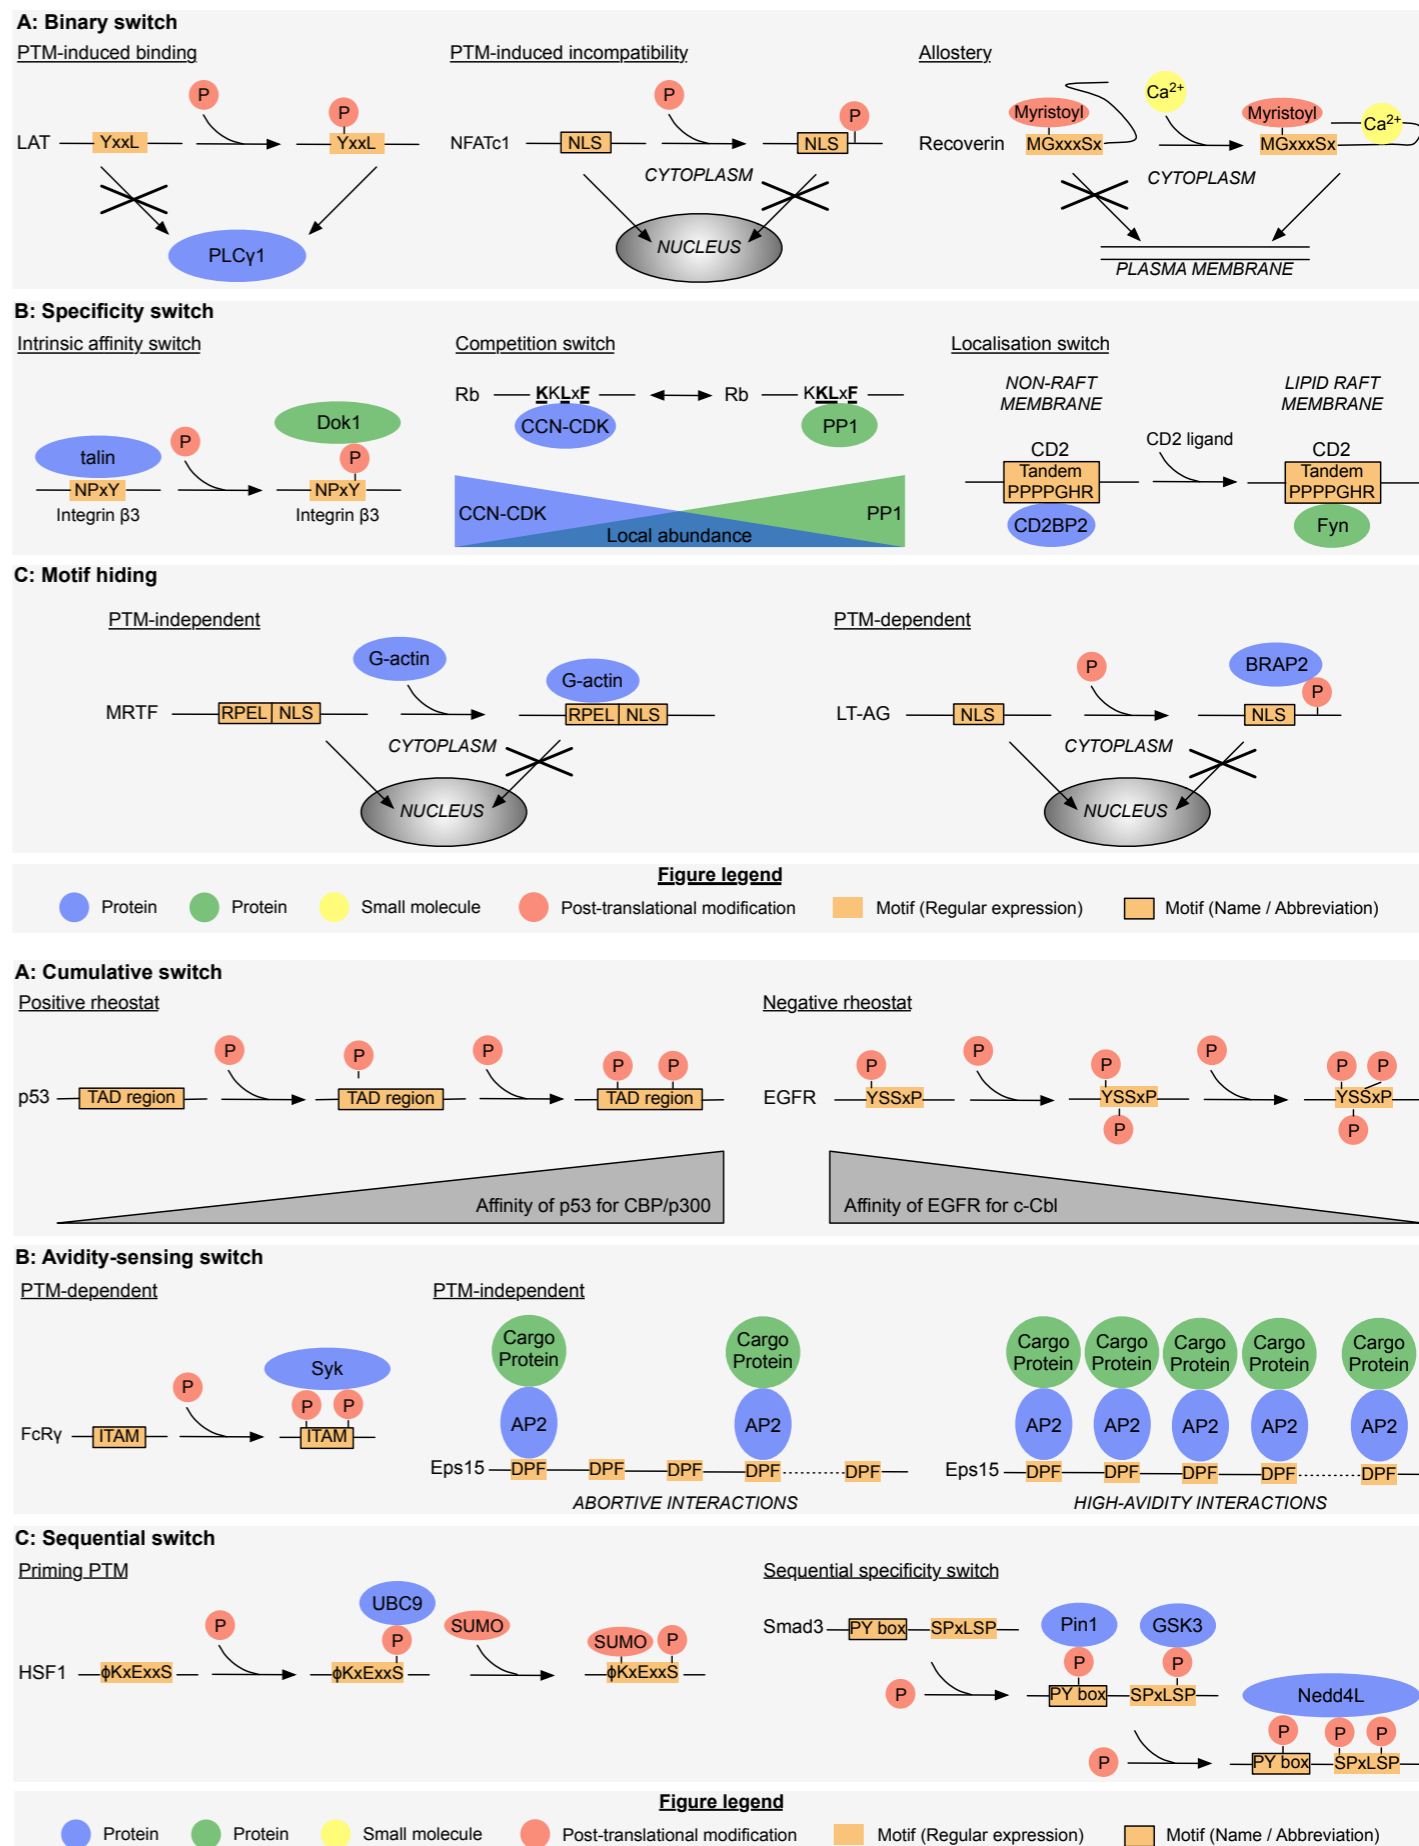 A: Binary switch
PTM-induced binding
PTM-induced incompatibility
Allostery
LAT
YxxL
P
P
YxxL
PLCγ1
NFATc1
NLS
P
P
NLS
CYTOPLASM
NUCLEUS
Recoverin
Myristoyl
MGxxxSx
Ca2+
Myristoyl
MGxxxSx
Ca2+
CYTOPLASM
PLASMA MEMBRANE
B: Specificity switch
Intrinsic affinity switch
Competition switch
Localisation switch
talin
NPxY
Integrin β3
P
Dok1
P
NPxY
Integrin β3
Rb
KKLxF
CCN-CDK
Rb
KKLxF
PP1
CCN-CDK
Local abundance
PP1
NON-RAFT
MEMBRANE
CD2
Tandem
PPPPGHR
CD2BP2
CD2 ligand
LIPID RAFT
MEMBRANE
CD2
Tandem
PPPPGHR
Fyn
C: Motif hiding
PTM-independent
PTM-dependent
MRTF
RPEL NLS
G-actin
G-actin
RPEL NLS
CYTOPLASM
NUCLEUS
LT-AG
NLS
P
BRAP2
P
NLS
CYTOPLASM
NUCLEUS
Figure legend
Protein
Protein
Small molecule
Post-translational modification
Motif (Regular expression)
Motif (Name / Abbreviation)
A: Cumulative switch
Positive rheostat
Negative rheostat
p53
TAD region
P
P
TAD region
P
P
P
TAD region
Affinity of p53 for CBP/p300
EGFR
P
YSSxP
P
P
YSSxP
P
P
P
P
YSSxP
P
Affinity of EGFR for c-Cbl
B: Avidity-sensing switch
PTM-dependent
PTM-independent
FcRγ
ITAM
P
Syk
P
P
ITAM
Cargo
Protein
AP2
Cargo
Protein
AP2
Eps15
DPF
DPF
DPF
DPF
DPF
ABORTIVE INTERACTIONS
Cargo
Protein
Cargo
Protein
Cargo
Protein
Cargo
Protein
Cargo
Protein
AP2
AP2
AP2
AP2
AP2
Eps15
DPF
DPF
DPF
DPF
DPF
HIGH-AVIDITY INTERACTIONS
C: Sequential switch
Priming PTM
Sequential specificity switch
HSF1
ϕKxExxS
P
UBC9
P
ϕKxExxS
SUMO
SUMO
P
ϕKxExxS
Smad3
PY box
SPxLSP
P
Pin1
P
PY box
GSK3
P
SPxLSP
P
Nedd4L
P
P
P
PY box
SPxLSP
Figure legend
Protein
Protein
Small molecule
Post-translational modification
Motif (Regular expression)
Motif (Name / Abbreviation)